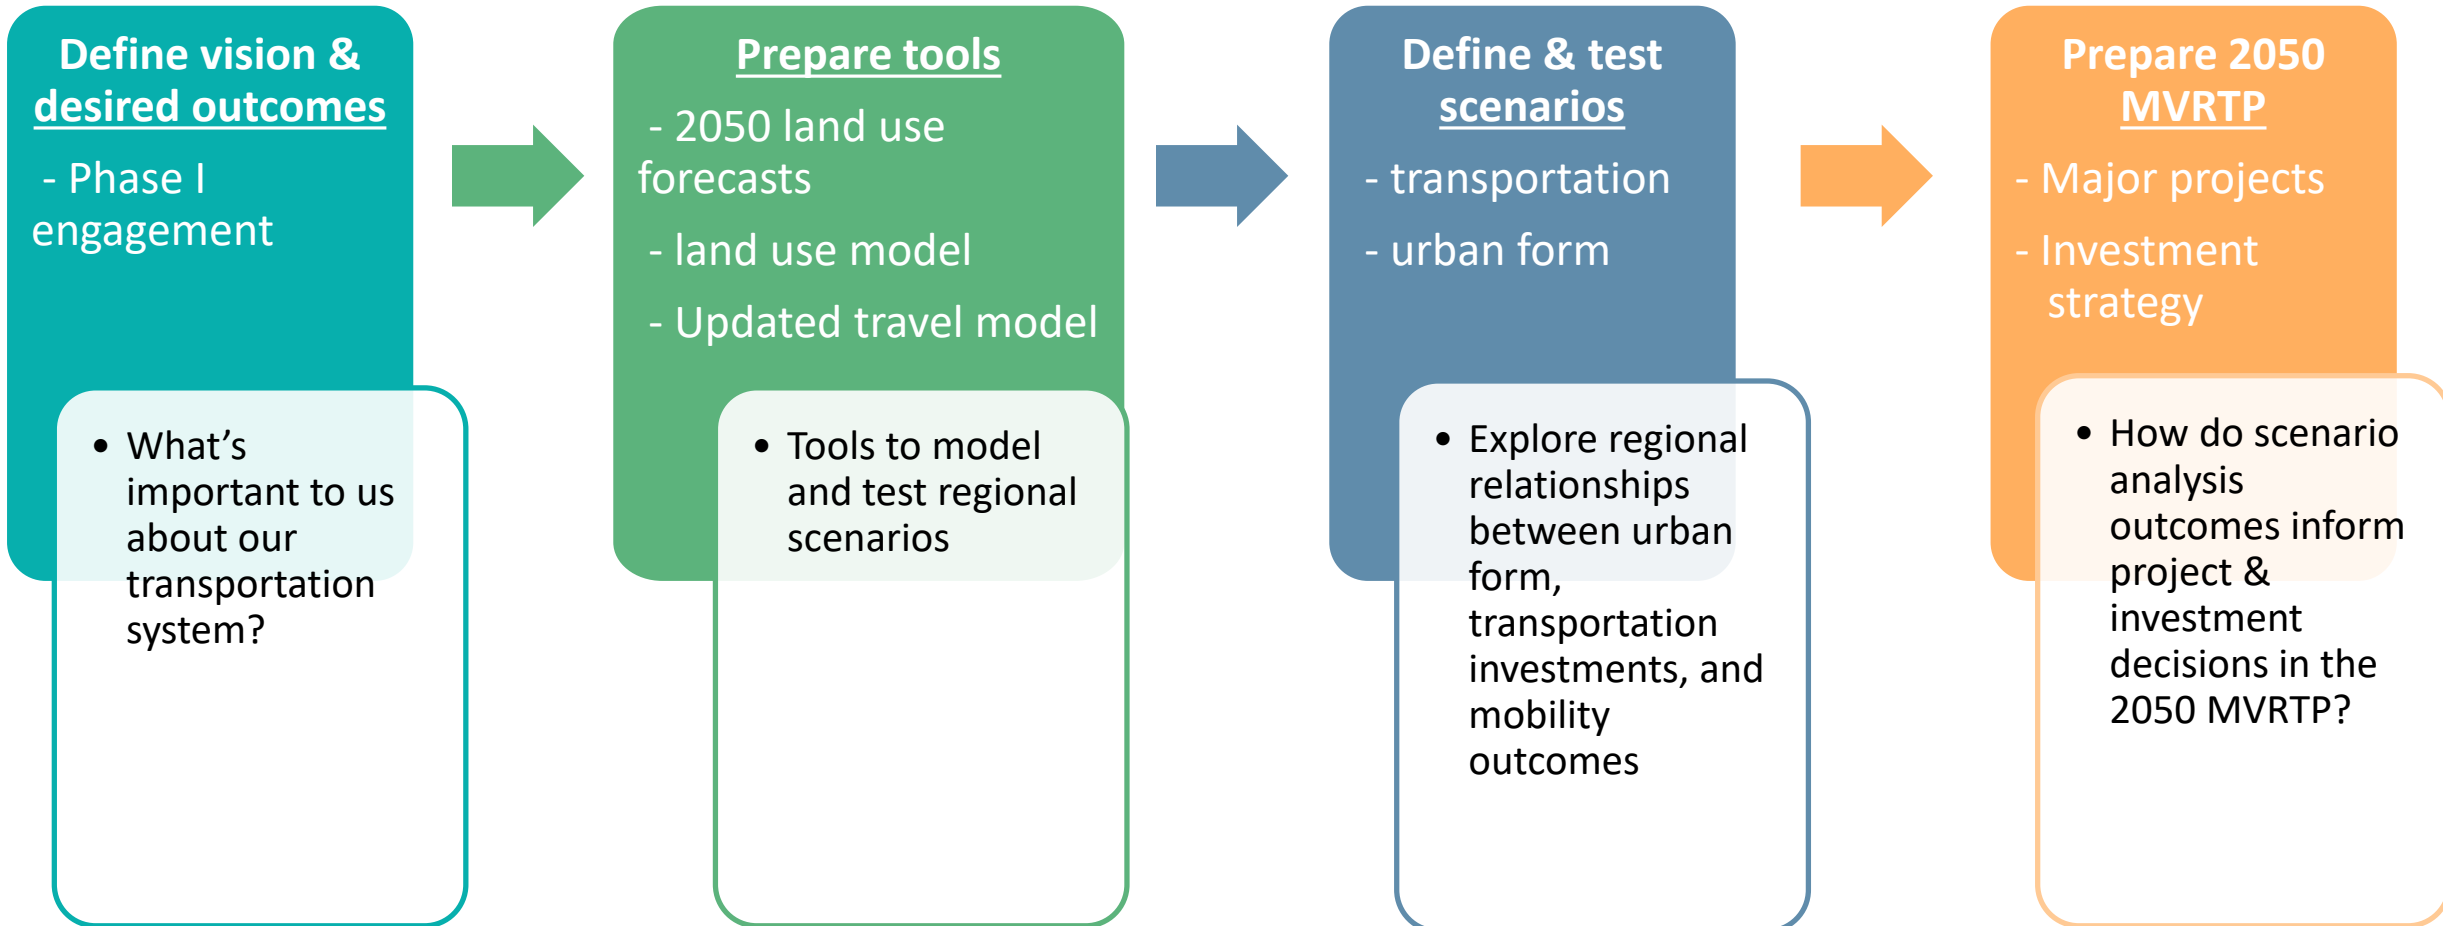 Define vision &
desired outcomes
- Phase I
engagement
What’s
important to us
about our
transportation
system?
Prepare tools
- 2050 land use
forecasts
- land use model
- Updated travel model
Tools to model
and test regional
scenarios
Define & test
scenarios
- transportation
- urban form
Explore regional
relationships
between urban
form,
transportation
investments, and
mobility
outcomes
Prepare 2050
MVRTP
- Major projects
- Investment
strategy
How do scenario
analysis
outcomes inform
project &
investment
decisions in the
2050 MVRTP?